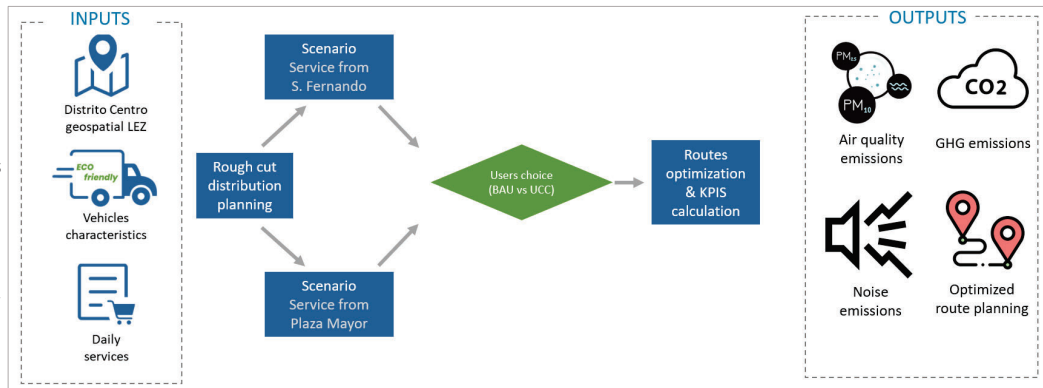 INPUTS
Distrito Centro
geospatial LEZ
ECO
friendly
Vehicles
characteristics
Daily
services
Rough cut
distribution
planning
Scenario
Service from
S. Fernando
Scenario
Service from
Plaza Mayor
Users choice
(BAU vs UCC)
Routes
optimization
& KPIS
calculation
OUTPUTS
PM2.5
PM10
Air quality
emissions
CO2
GHG emissions
Noise
emissions
Optimized
route planning